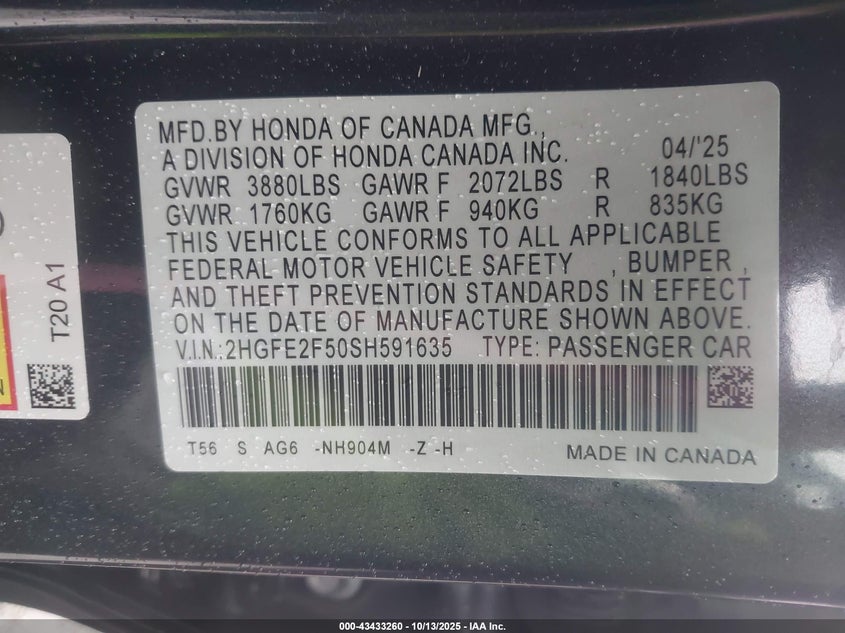 MFD.BY HONDA OF CANADA MFG.,
A DIVISION OF HONDA CANADA INC. 04/'25
GVWR 3880LBS GAWR F 2072LBS R 1840LBS
GVWR 1760KG GAWR F 940KG R 835KG
THIS VEHICLE CONFORMS TO ALL APPLICABLE
FEDERAL MOTOR VEHICLE SAFETY , BUMPER ,
AND THEFT PREVENTION STANDARDS IN EFFECT
ON THE DATE OF MANUFACTURE SHOWN ABOVE.
V.I.N.:2HGFE2F50SH591635 TYPE: PASSENGER CAR
T56 S AG6 -NH904M -Z -H MADE IN CANADA
T20 A1
000-43433260 - 10/13/2025 - IAA Inc.